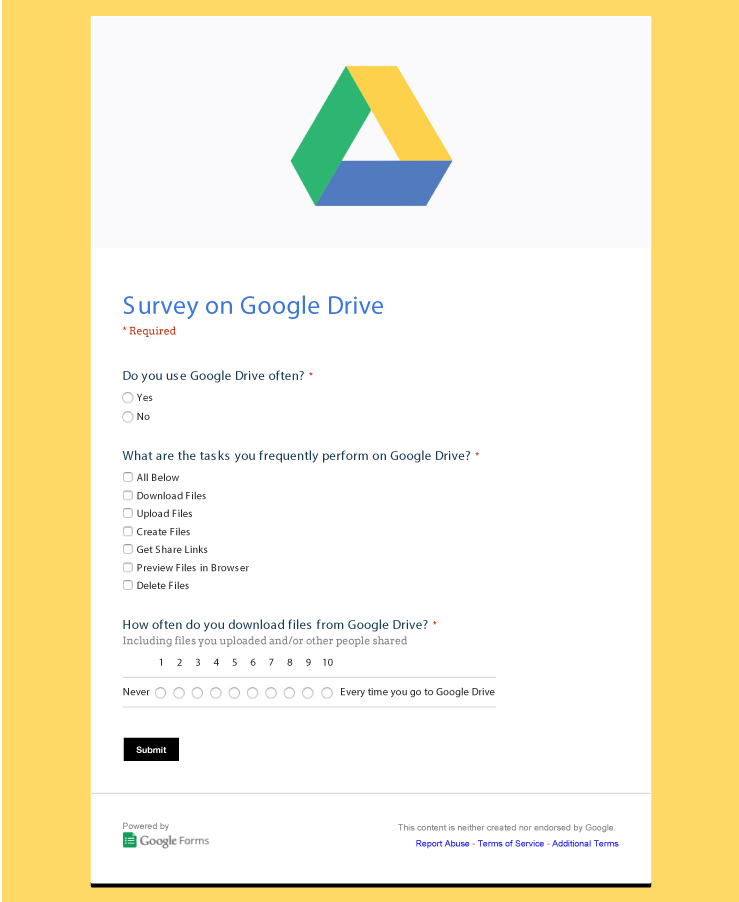 Survey on Google Drive
* Required
Do you use Google Drive often? *
Yes
No
What are the tasks you frequently perform on Google Drive? *
All Below
Download Files
Upload Files
Create Files
Get Share Links
Preview Files in Browser
Delete Files
How often do you download files from Google Drive? *
Including files you uploaded and/or other people shared
1 2 3 4 5 6 7 8 9 10
Never Every time you go to Google Drive
Submit
Powered by
Google Forms
This content is neither created nor endorsed by Google.
Report Abuse - Terms of Service - Additional Terms